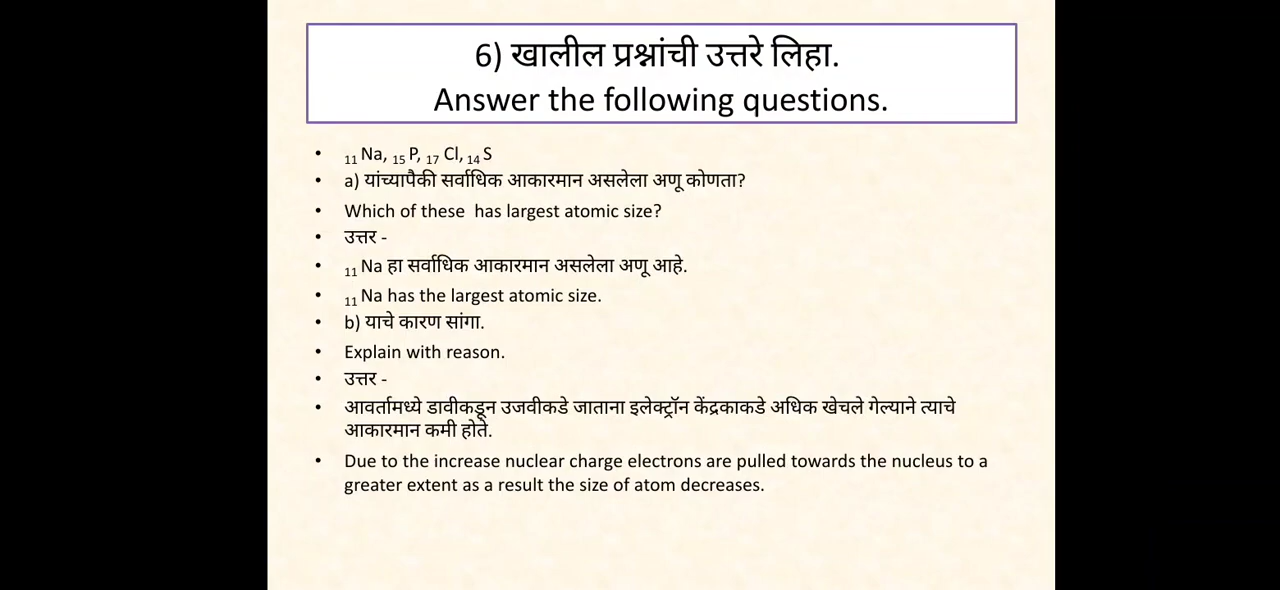 6) खालील प्रश्नांची उत्तरे लिहा.
Answer the following questions.
• ₁₁ Na, ₁₅ P, ₁₇ Cl, ₁₄ S
• a) यांच्यापैकी सर्वाधिक आकारमान असलेला अणू कोणता?
• Which of these has largest atomic size?
• उत्तर -
• ₁₁ Na हा सर्वाधिक आकारमान असलेला अणू आहे.
• ₁₁ Na has the largest atomic size.
• b) याचे कारण सांगा.
• Explain with reason.
• उत्तर -
• आवर्तामध्ये डावीकडून उजवीकडे जाताना इलेक्ट्रॉन केंद्रकाकडे अधिक खेचले गेल्याने त्याचे
आकारमान कमी होते.
• Due to the increase nuclear charge electrons are pulled towards the nucleus to a
greater extent as a result the size of atom decreases.